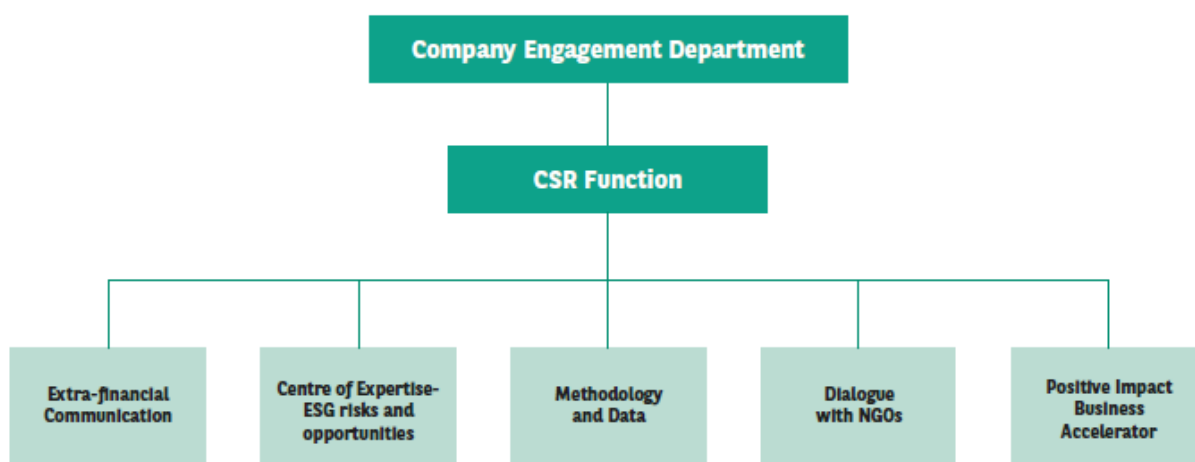 Company Engagement Department
CSR Function
Extra-financial
Communication
Centre of Expertise-
ESG risks and
opportunities
Methodology
and Data
Dialogue
with NGOs
Positive Impact
Business
Accelerator